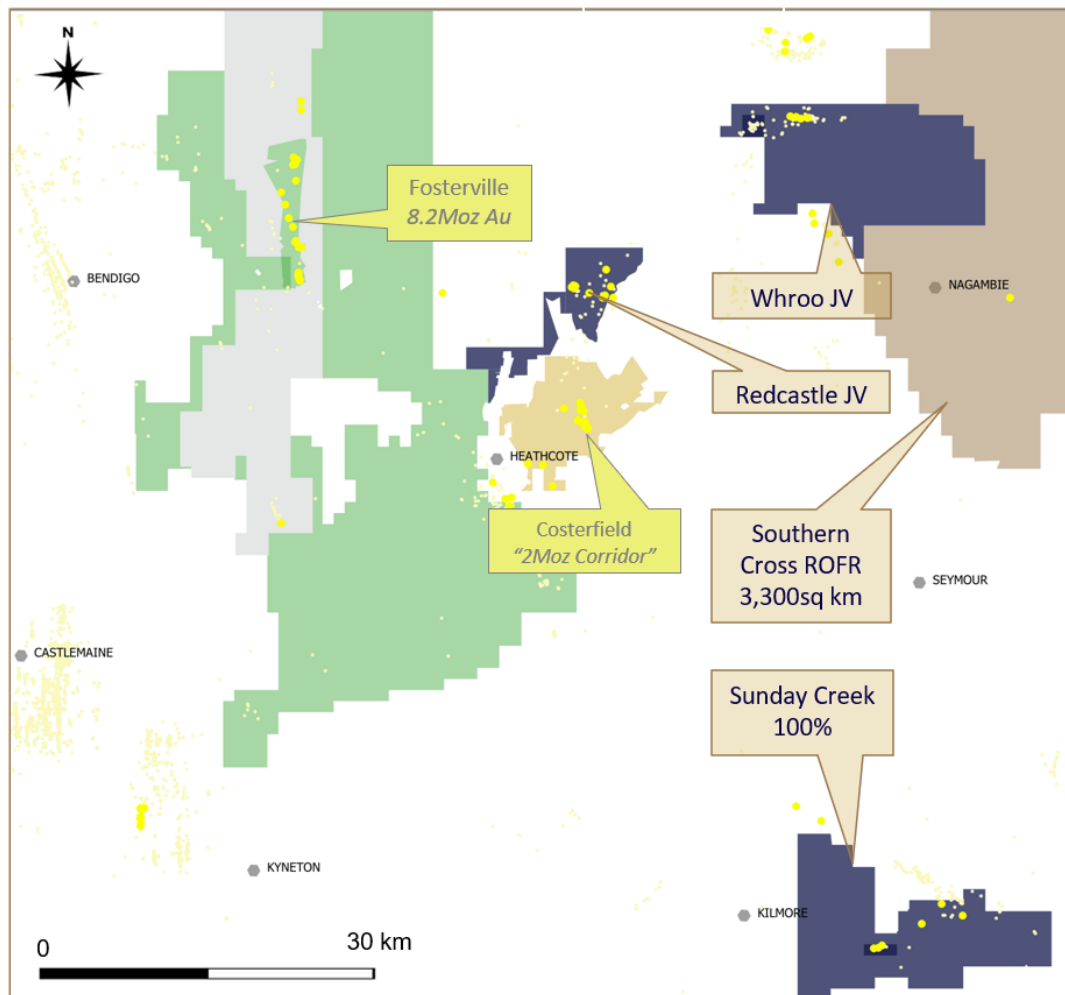 N
Fosterville
8.2Moz Au
BENDIGO
Whroo JV
NAGAMBIE
Redcastle JV
HEATHCOTE
Costerfield
“2Moz Corridor”
Southern
Cross ROFR
3,300sq km
SEYMOUR
CASTLEMAINE
Sunday Creek
100%
KYNETON
KILMORE
0
30 km